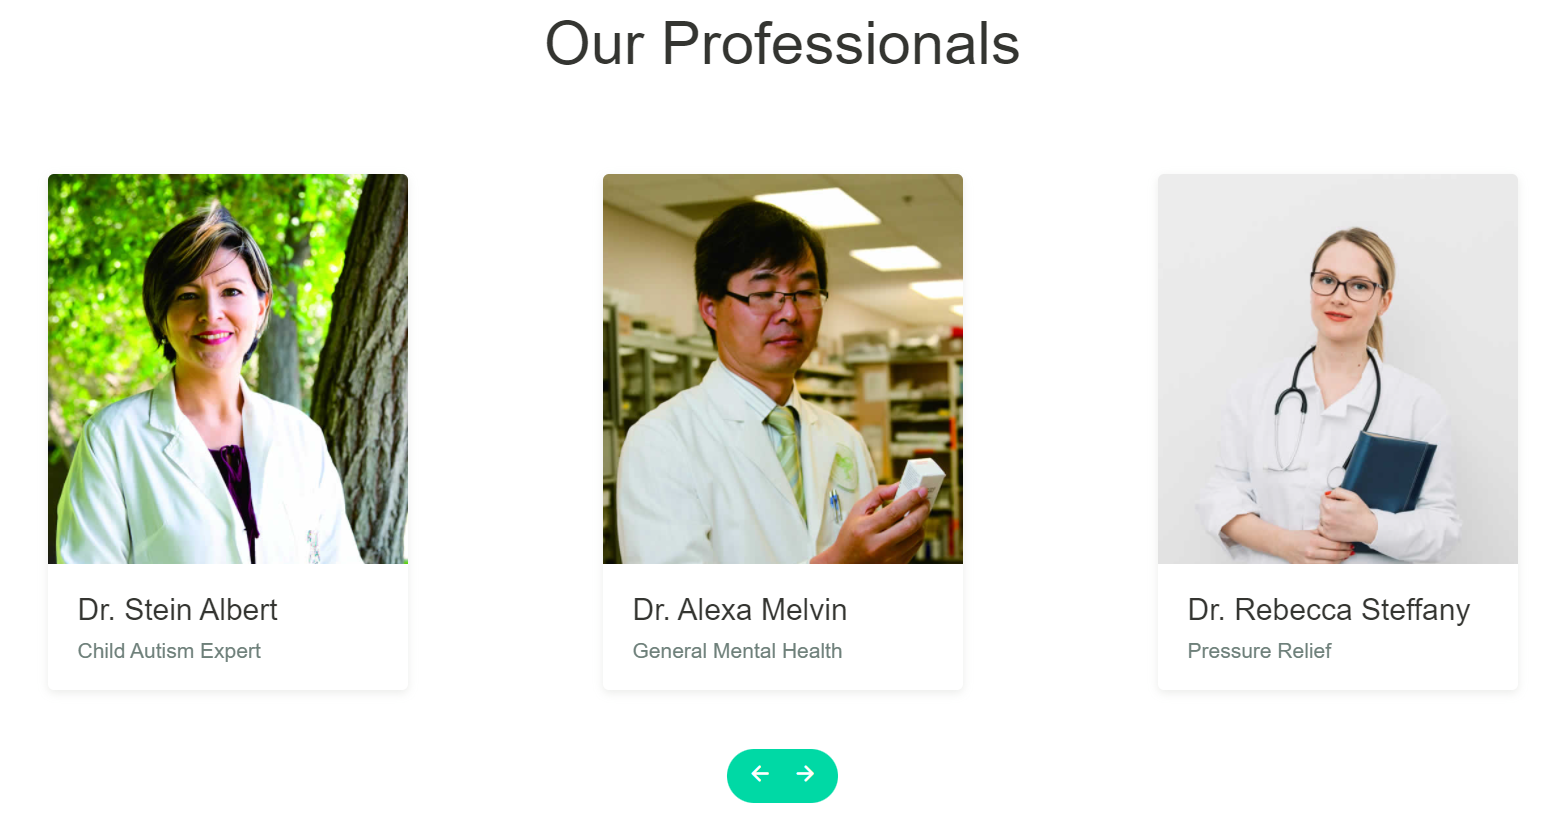 Our Professionals
Dr. Stein Albert
Child Autism Expert
Dr. Alexa Melvin
General Mental Health
Dr. Rebecca Steffany
Pressure Relief